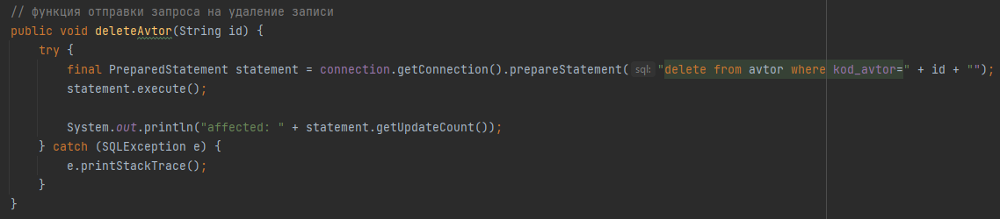 // функция отправки запроса на удаление записи
public void deleteAvtor(String id) {
try {
final PreparedStatement statement = connection.getConnection().prepareStatement( sql: "delete from avtor where kod_avtor=" + id + "");
statement.execute();
System.out.println("affected: " + statement.getUpdateCount());
} catch (SQLException e) {
e.printStackTrace();
}
}